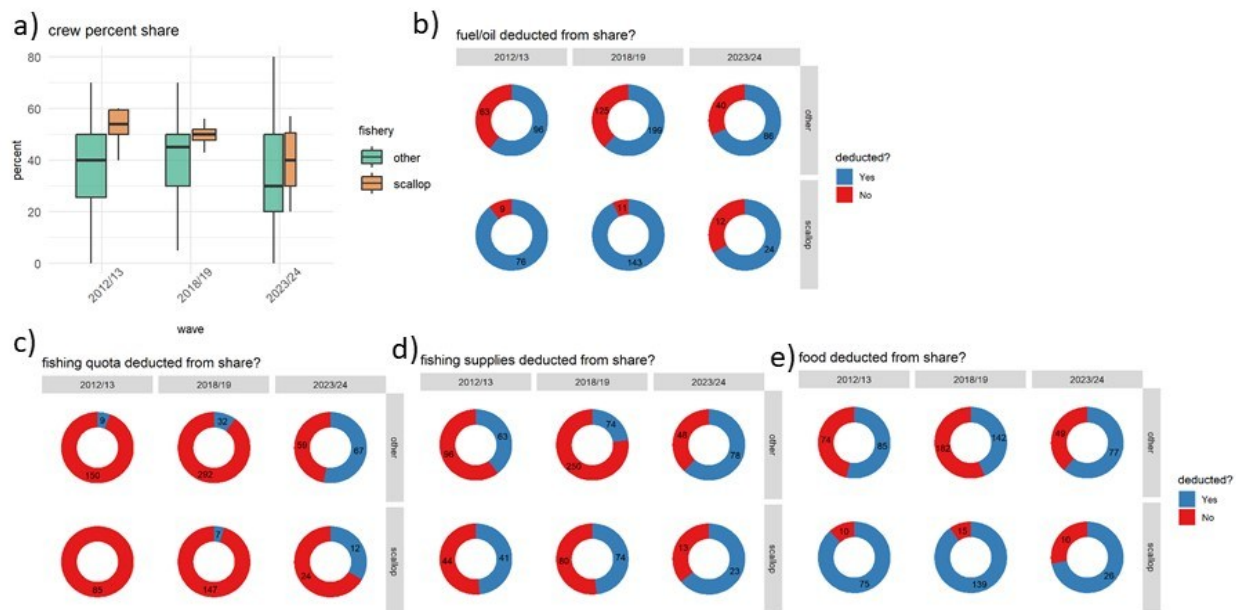 a)
crew percent share
80
60
40
20
0
percent
2012/13
2018/19
2023/24
wave
fishery
other
scallop
b)
fuel/oil deducted from share?
2012/13 2018/19 2023/24
63 96 125 199 40 86
other
9 76 11 143 12 24
scallop
deducted?
Yes
No
c)
fishing quota deducted from share?
2012/13 2018/19 2023/24
9 150 32 292 59 67
other
85 7 147 12 24
scallop
d)
fishing supplies deducted from share?
2012/13 2018/19 2023/24
96 63 74 250 48 78
other
44 41 80 74 13 23
scallop
e)
food deducted from share?
2012/13 2018/19 2023/24
74 85 182 142 49 77
other
10 75 15 139 16
scallop
deducted?
Yes
No